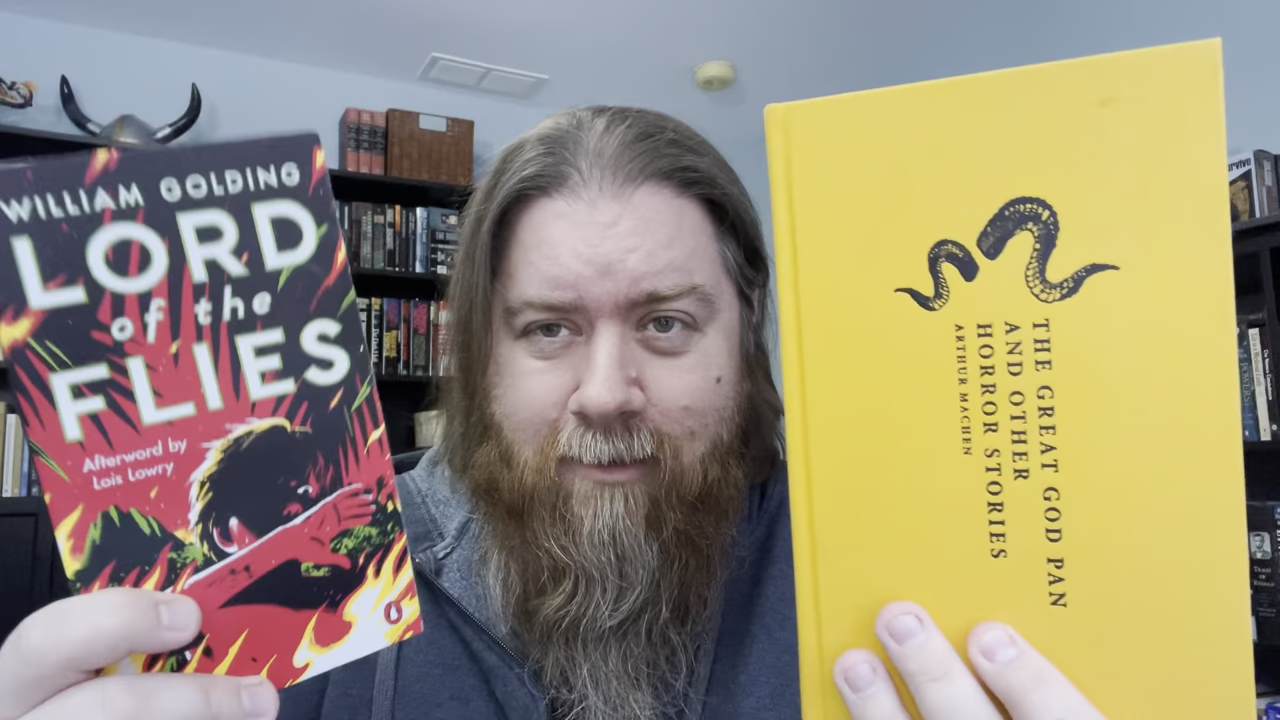 WILLIAM GOLDING
LORD
of the
FLIES
Afterword by
Lois Lowry
THE GREAT GOD PAN
AND OTHER
HORROR STORIES
ARTHUR MACHEN